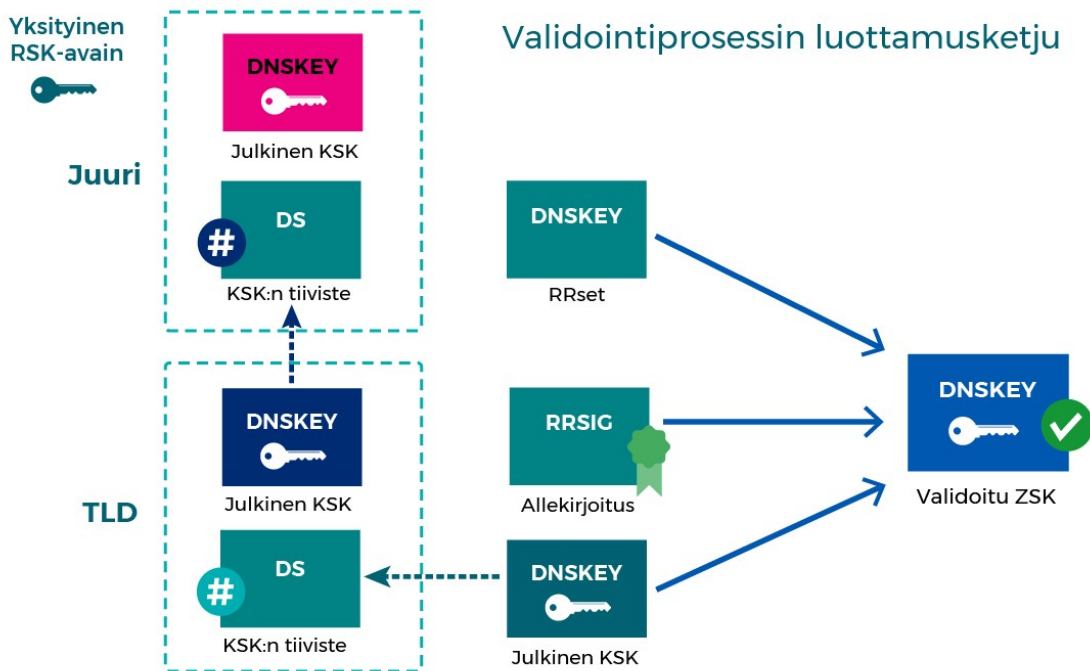 Yksityinen
RSK-avain
Validointiprosessin luottamusketju
Juuri
DNSKEY
Julkinen KSK
DS
#
KSK:n tiiviste
TLD
DNSKEY
Julkinen KSK
DS
#
KSK:n tiiviste
DNSKEY
RRset
RRSIG
Allekirjoitus
DNSKEY
Julkinen KSK
DNSKEY
Validoitu ZSK